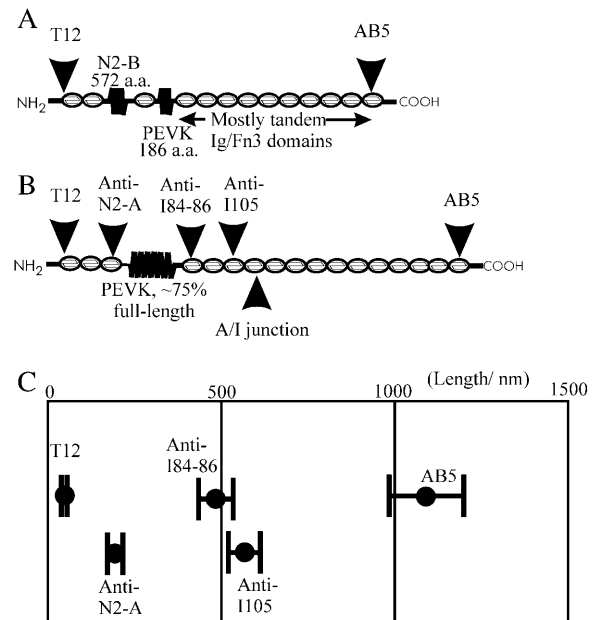 A
T12
AB5
N2-B
572 a.a.
NH2
COOH
PEVK
186 a.a.
Mostly tandem
Ig/Fn3 domains
B
T12
Anti-
N2-A
Anti-
I84-86
Anti-
I105
AB5
NH2
COOH
PEVK, ~75%
full-length
A/I junction
C
0
500
1000
(Length/ nm)
1500
T12
Anti-
I84-86
AB5
Anti-
N2-A
Anti-
I105